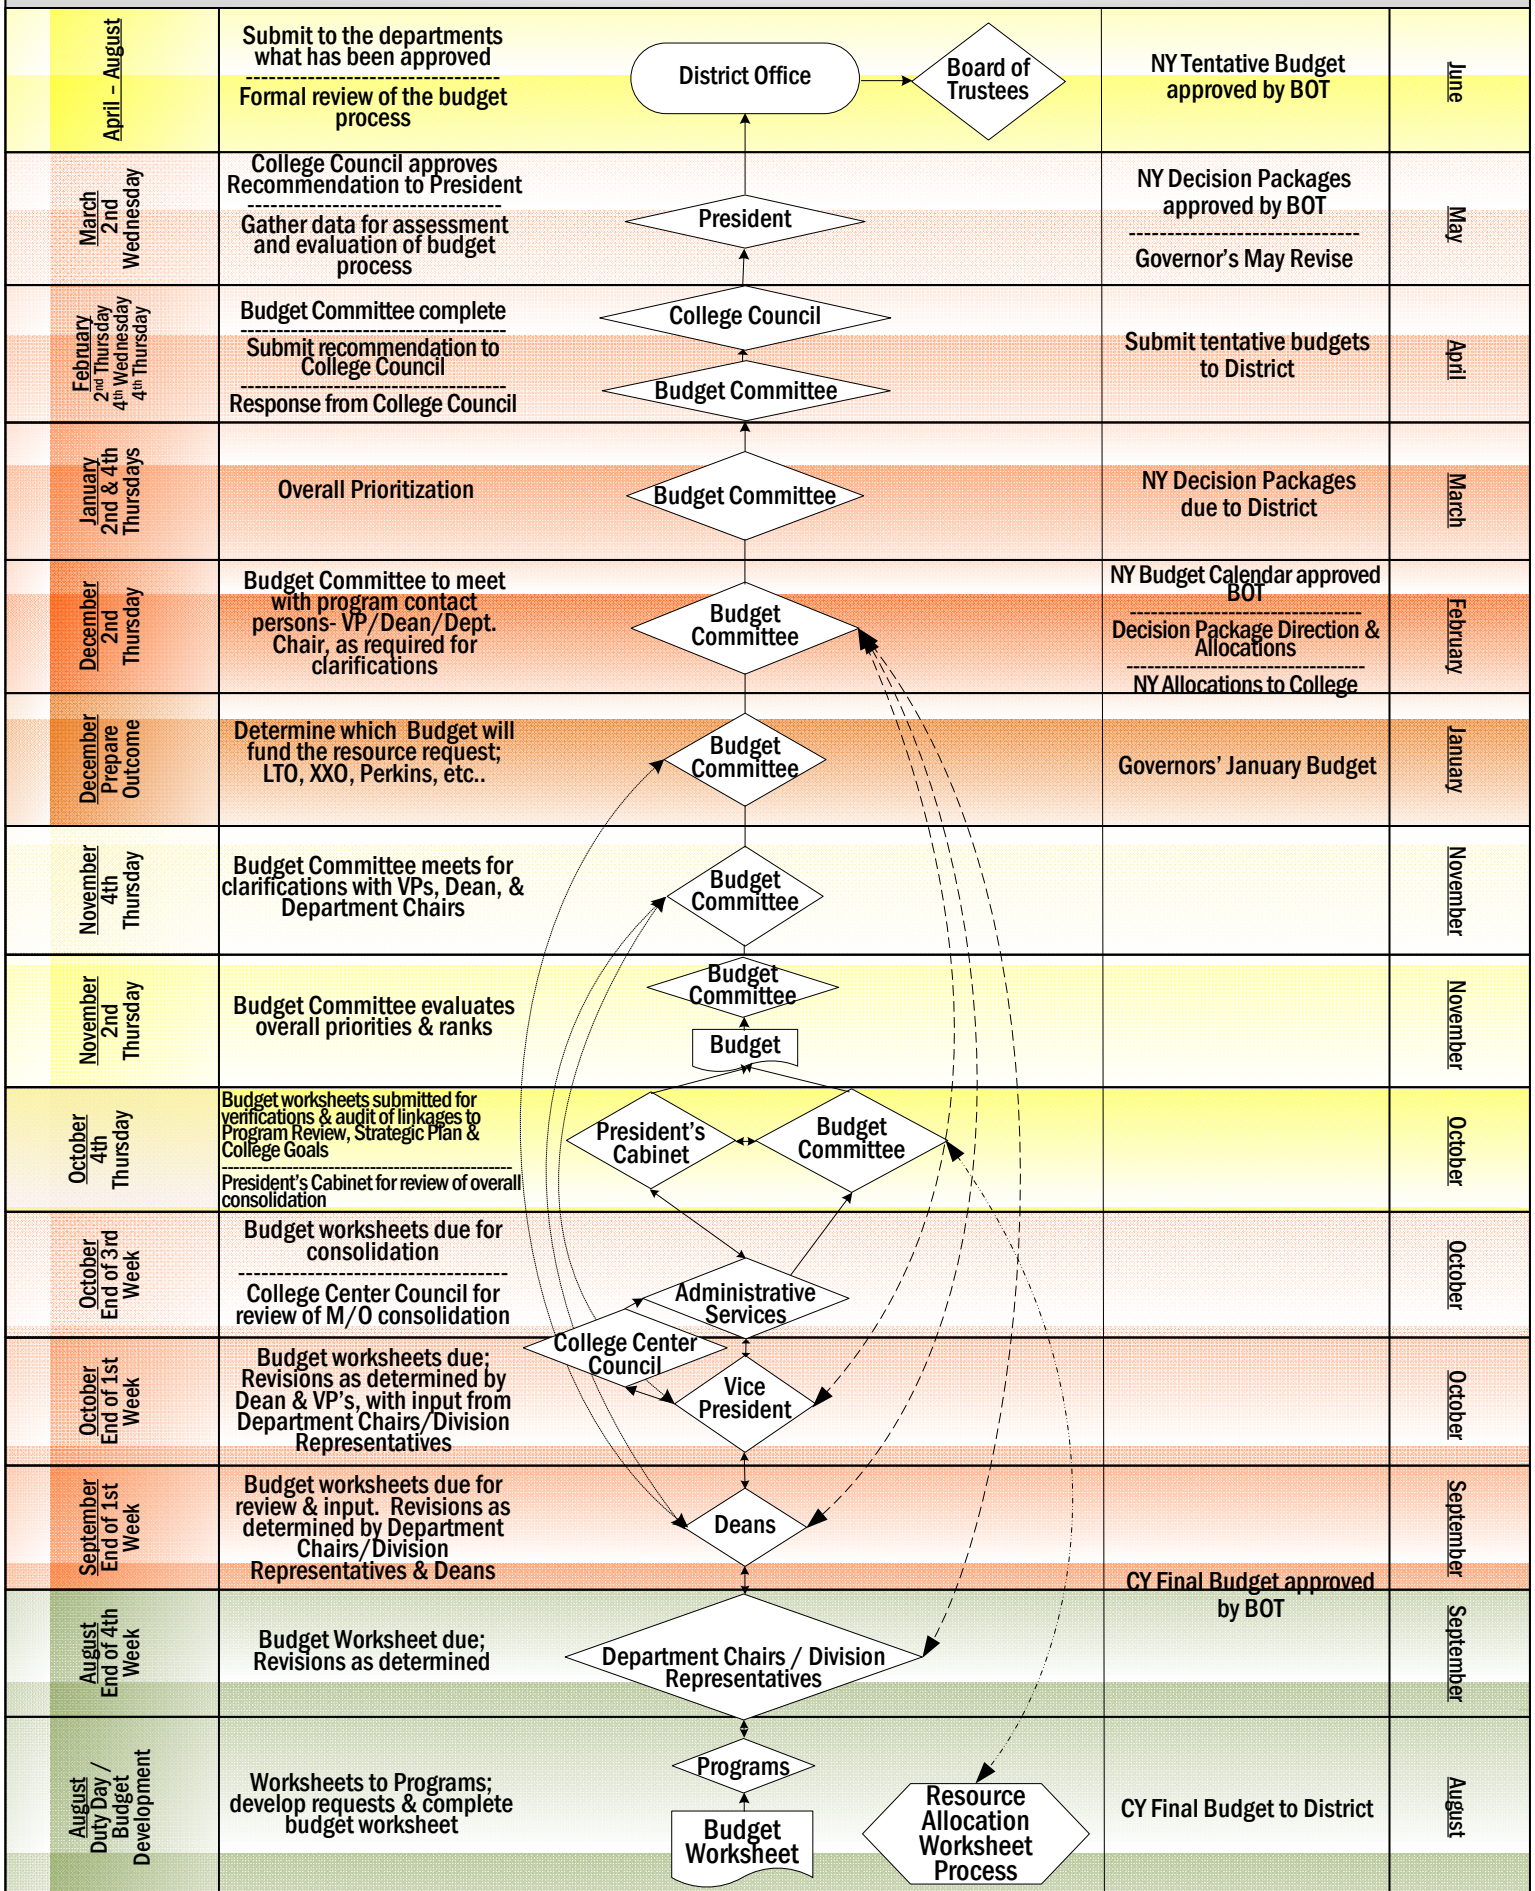 April – August
Submit to the departments
what has been approved
----------------------------------
Formal review of the budget
process
District Office
Board of
Trustees
NY Tentative Budget
approved by BOT
June
March
2nd
Wednesday
College Council approves
Recommendation to President
----------------------------------
Gather data for assessment
and evaluation of budget
process
President
NY Decision Packages
approved by BOT
------------------------------
Governor's May Revise
May
February
2nd Thursday
4th Wednesday
4th Thursday
Budget Committee complete
-----------------------------------
Submit recommendation to
College Council
-----------------------------------
Response from College Council
College Council
Budget Committee
Submit tentative budgets
to District
April
January
2nd & 4th
Thursdays
Overall Prioritization
Budget Committee
NY Decision Packages
due to District
March
December
2nd
Thursday
Budget Committee to meet
with program contact
persons- VP/Dean/Dept.
Chair, as required for
clarifications
Budget
Committee
NY Budget Calendar approved
BOT
-------------------------------
Decision Package Direction &
Allocations
-------------------------------
NY Allocations to College
February
December
Prepare
Outcome
Determine which  Budget will
fund the resource request;
LTO, XXO, Perkins, etc..
Budget
Committee
Governors' January Budget
January
November
4th
Thursday
Budget Committee meets for
clarifications with VPs, Dean, &
Department Chairs
Budget
Committee
November
November
2nd
Thursday
Budget Committee evaluates
overall priorities & ranks
Budget
Committee
Budget
November
October
4th
Thursday
Budget worksheets submitted for
verifications & audit of linkages to
Program Review, Strategic Plan &
College Goals
-----------------------------------------------
President's Cabinet for review of overall
consolidation
President's
Cabinet
Budget
Committee
October
October
End of 3rd
Week
Budget worksheets due for
consolidation
------------------------------------
College Center Council for
review of M/O consolidation
Administrative
Services
College Center
Council
October
October
End of 1st
Week
Budget worksheets due;
Revisions as determined by
Dean & VP's, with input from
Department Chairs/Division
Representatives
Vice
President
October
September
End of 1st
Week
Budget worksheets due for
review & input.  Revisions as
determined by Department
Chairs/Division
Representatives & Deans
Deans
September
CY Final Budget approved
by BOT
August
End of 4th
Week
Budget Worksheet due;
Revisions as determined
Department Chairs / Division
Representatives
September
August
Duty Day /
Budget
Development
Worksheets to Programs;
develop requests & complete
budget worksheet
Programs
Budget
Worksheet
Resource
Allocation
Worksheet
Process
CY Final Budget to District
August